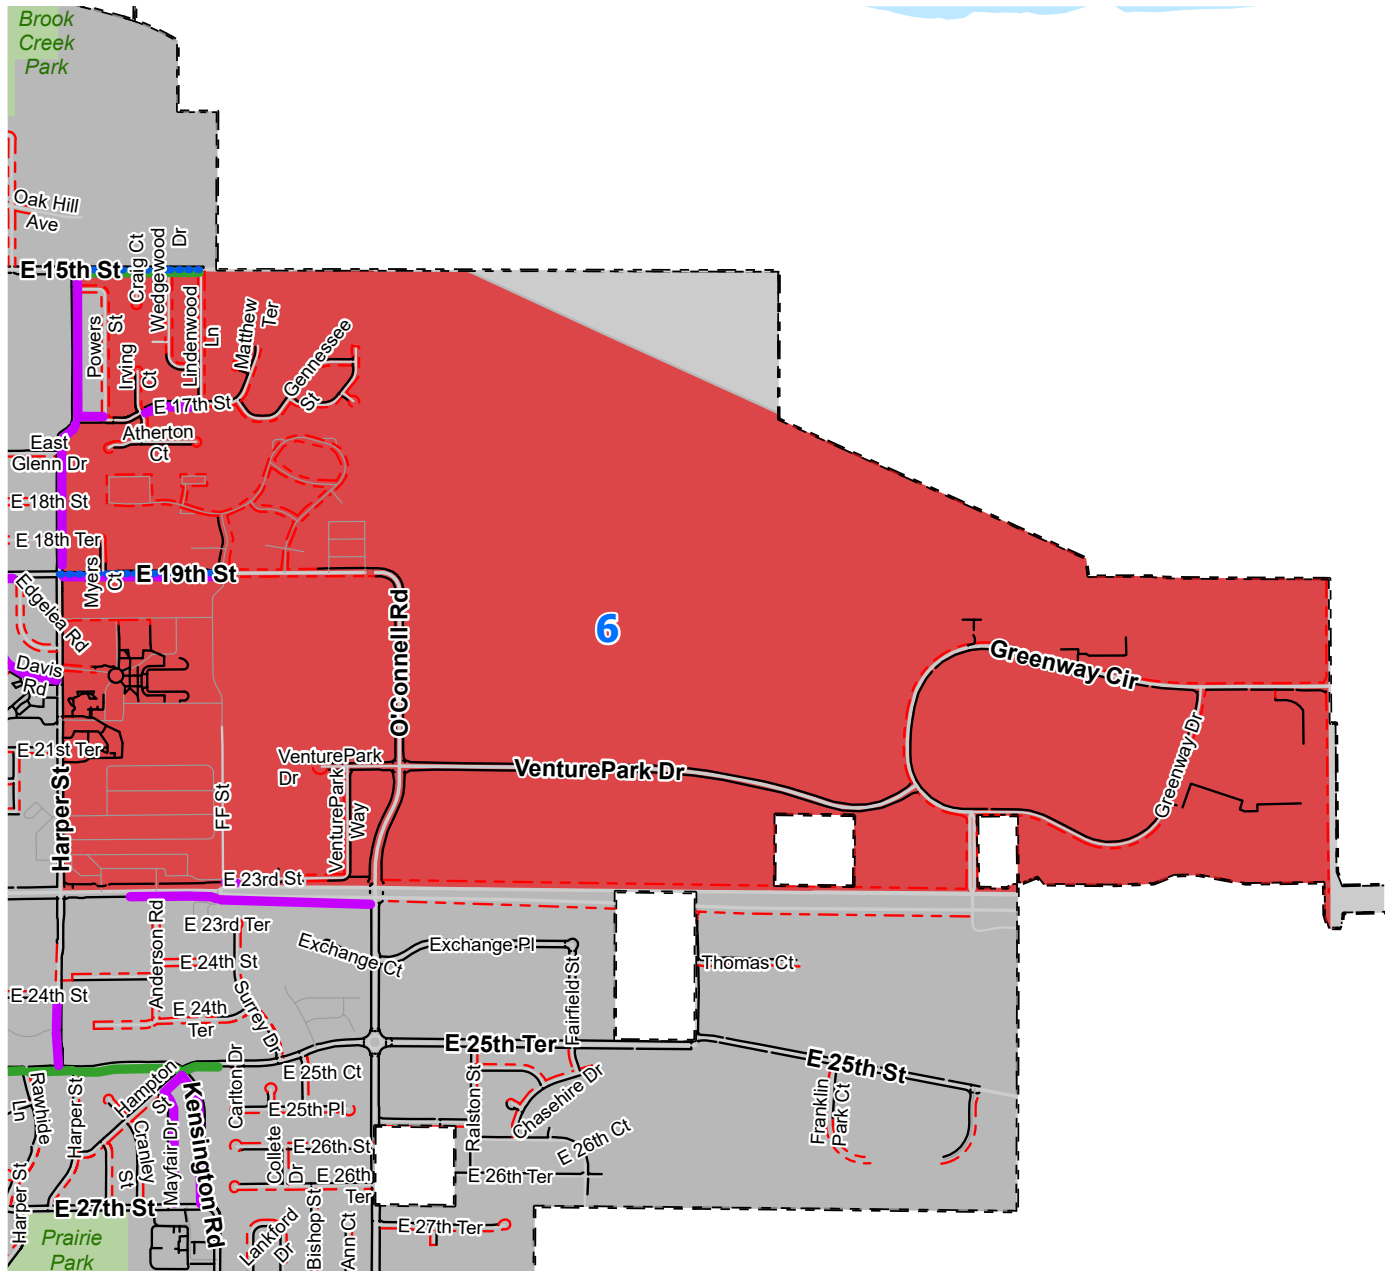 Brook
Creek
Park
Oak Hill
Ave
E 15th St
Craig Ct
Wedgewood
Dr
Powers
St
Irving
Ct
Lindenwood
Ln
Matthew
Ter
Gennessee
St
E 17th St
Atherton
Ct
East
Glenn Dr
E 18th St
E 18th Ter
Myers
Ct
E 19th St
Edgelea Rd
Davis
Rd
O'Connell Rd
6
Greenway Cir
Greenway Dr
E 21st Ter
Harper St
FF St
VenturePark
Dr
VenturePark
Way
VenturePark Dr
E 23rd St
Anderson Rd
E 23rd Ter
E 24th St
E 24th St
E 24th
Ter
Surrey Dr
Exchange Ct
Exchange Pl
Fairfield St
Thomas Ct
E 25th Ter
E 25th St
Franklin
Park Ct
Rawhide
Ln
Harper St
Harper St
Hampton
St
Cranley
St
Mayfair Dr
Kensington Rd
Carlton Dr
E 25th Ct
E 25th Pl
Collete
Dr
E 26th St
E 26th
Ter
Ralston St
Chasehire Dr
E 26th Ct
E 26th Ter
E 27th St
Lankford
Dr
Bishop St
Ann Ct
E 27th Ter
Prairie
Park